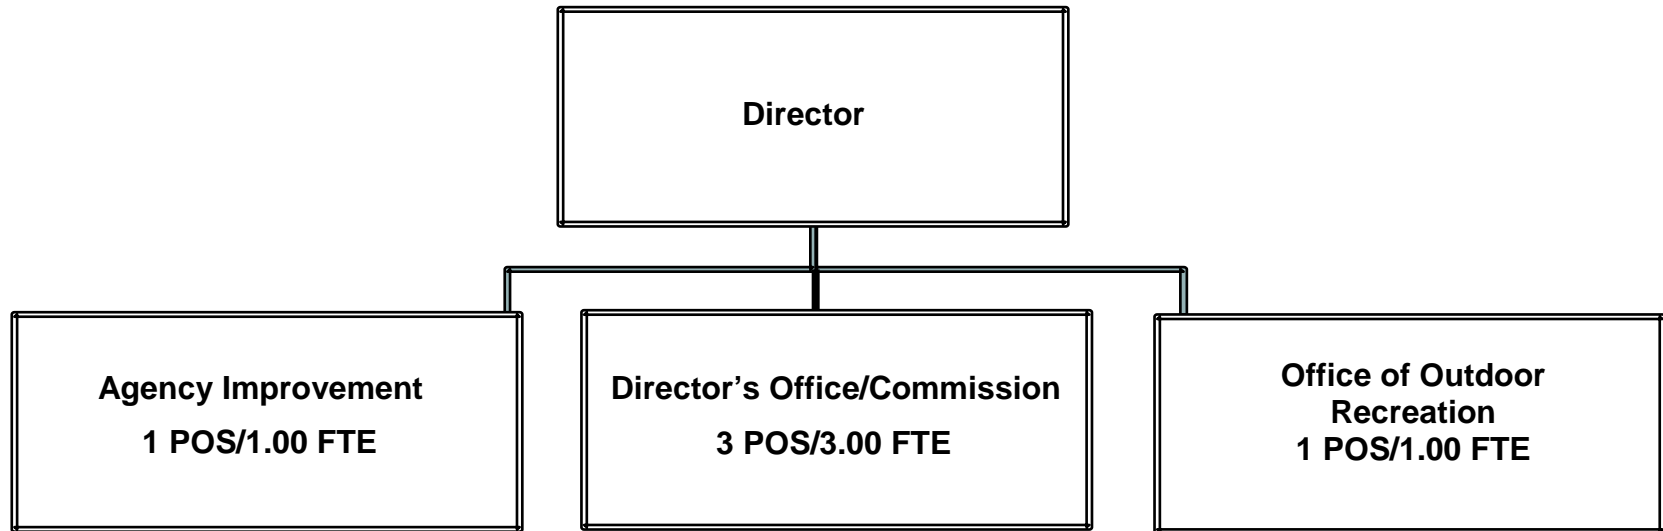 Director
Agency Improvement
1 POS/1.00 FTE
Director’s Office/Commission
3 POS/3.00 FTE
Office of Outdoor
Recreation
1 POS/1.00 FTE